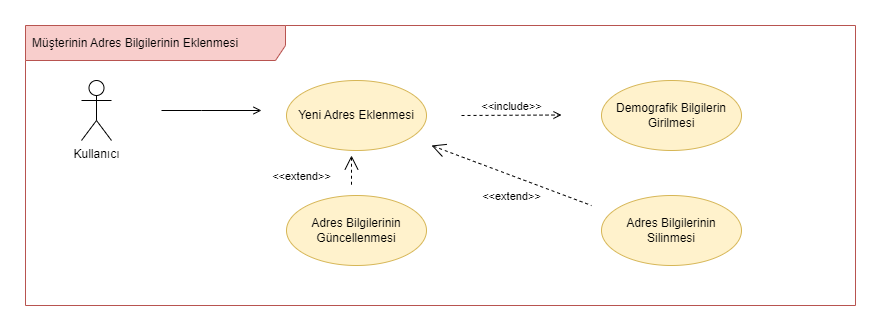 Müşterinin Adres Bilgilerinin Eklenmesi
Kullanıcı
Yeni Adres Eklenmesi
<<include>>
Demografik Bilgilerin
Girilmesi
<<extend>>
<<extend>>
Adres Bilgilerinin
Güncellenmesi
Adres Bilgilerinin
Silinmesi